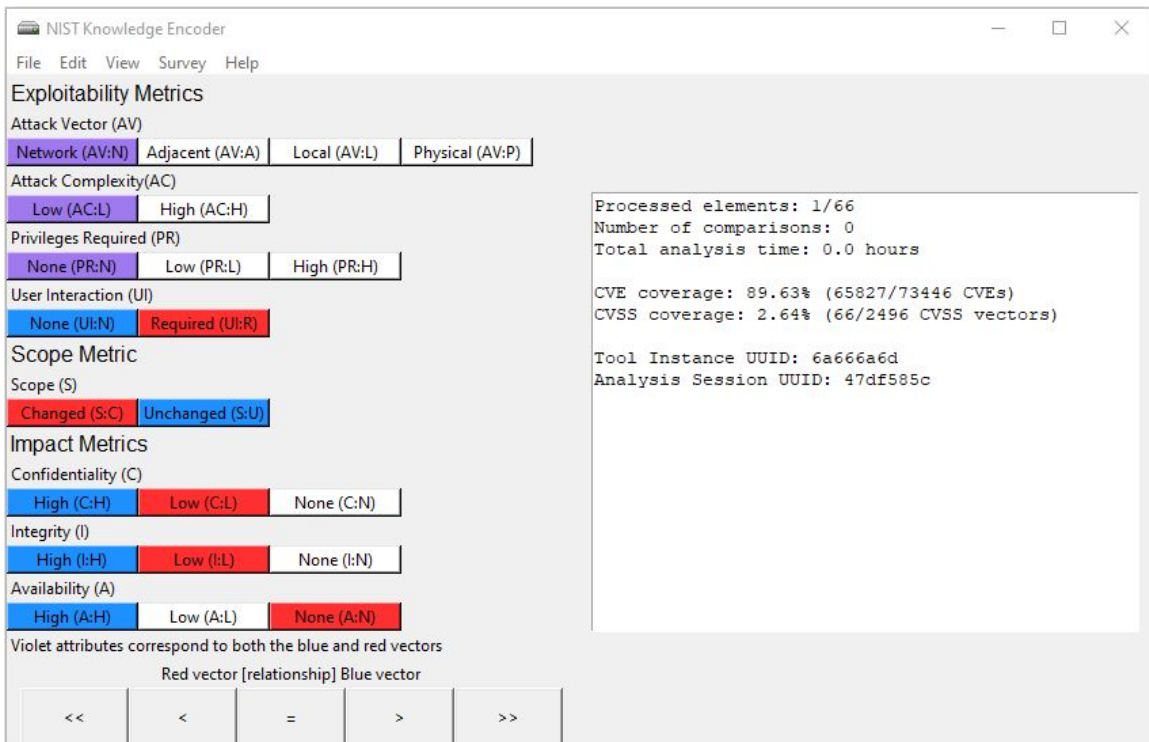 NIST Knowledge Encoder
File Edit View Survey Help
Exploitability Metrics
Attack Vector (AV)
Network (AV:N) Adjacent (AV:A) Local (AV:L) Physical (AV:P)
Attack Complexity(AC)
Low (AC:L) High (AC:H)
Privileges Required (PR)
None (PR:N) Low (PR:L) High (PR:H)
User Interaction (UI)
None (UI:N) Required (UI:R)
Scope Metric
Scope (S)
Changed (S:C) Unchanged (S:U)
Impact Metrics
Confidentiality (C)
High (C:H) Low (C:L) None (C:N)
Integrity (I)
High (I:H) Low (I:L) None (I:N)
Availability (A)
High (A:H) Low (A:L) None (A:N)
Violet attributes correspond to both the blue and red vectors
Red vector [relationship] Blue vector
<< < = > >>
Processed elements: 1/66
Number of comparisons: 0
Total analysis time: 0.0 hours
CVE coverage: 89.63% (65827/73446 CVEs)
CVSS coverage: 2.64% (66/2496 CVSS vectors)
Tool Instance UUID: 6a666a6d
Analysis Session UUID: 47df585c